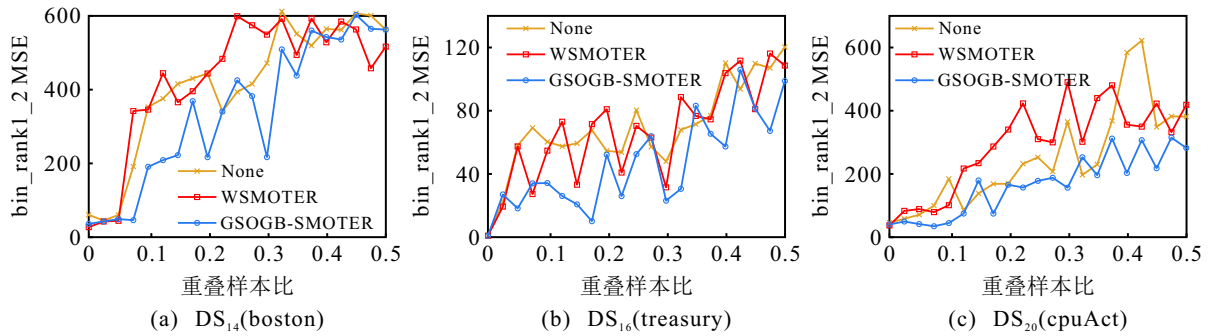 bin_rank1_2 MSE
600
400
200
0
None
WSMOTER
GSOGB-SMOTER
0 0.1 0.2 0.3 0.4 0.5
重叠样本比
(a) DS₁₄(boston)
bin_rank1_2 MSE
120
80
40
0
None
WSMOTER
GSOGB-SMOTER
0 0.1 0.2 0.3 0.4 0.5
重叠样本比
(b) DS₁₆(treasury)
bin_rank1_2 MSE
600
400
200
0
None
WSMOTER
GSOGB-SMOTER
0 0.1 0.2 0.3 0.4 0.5
重叠样本比
(c) DS₂₀(cpuAct)